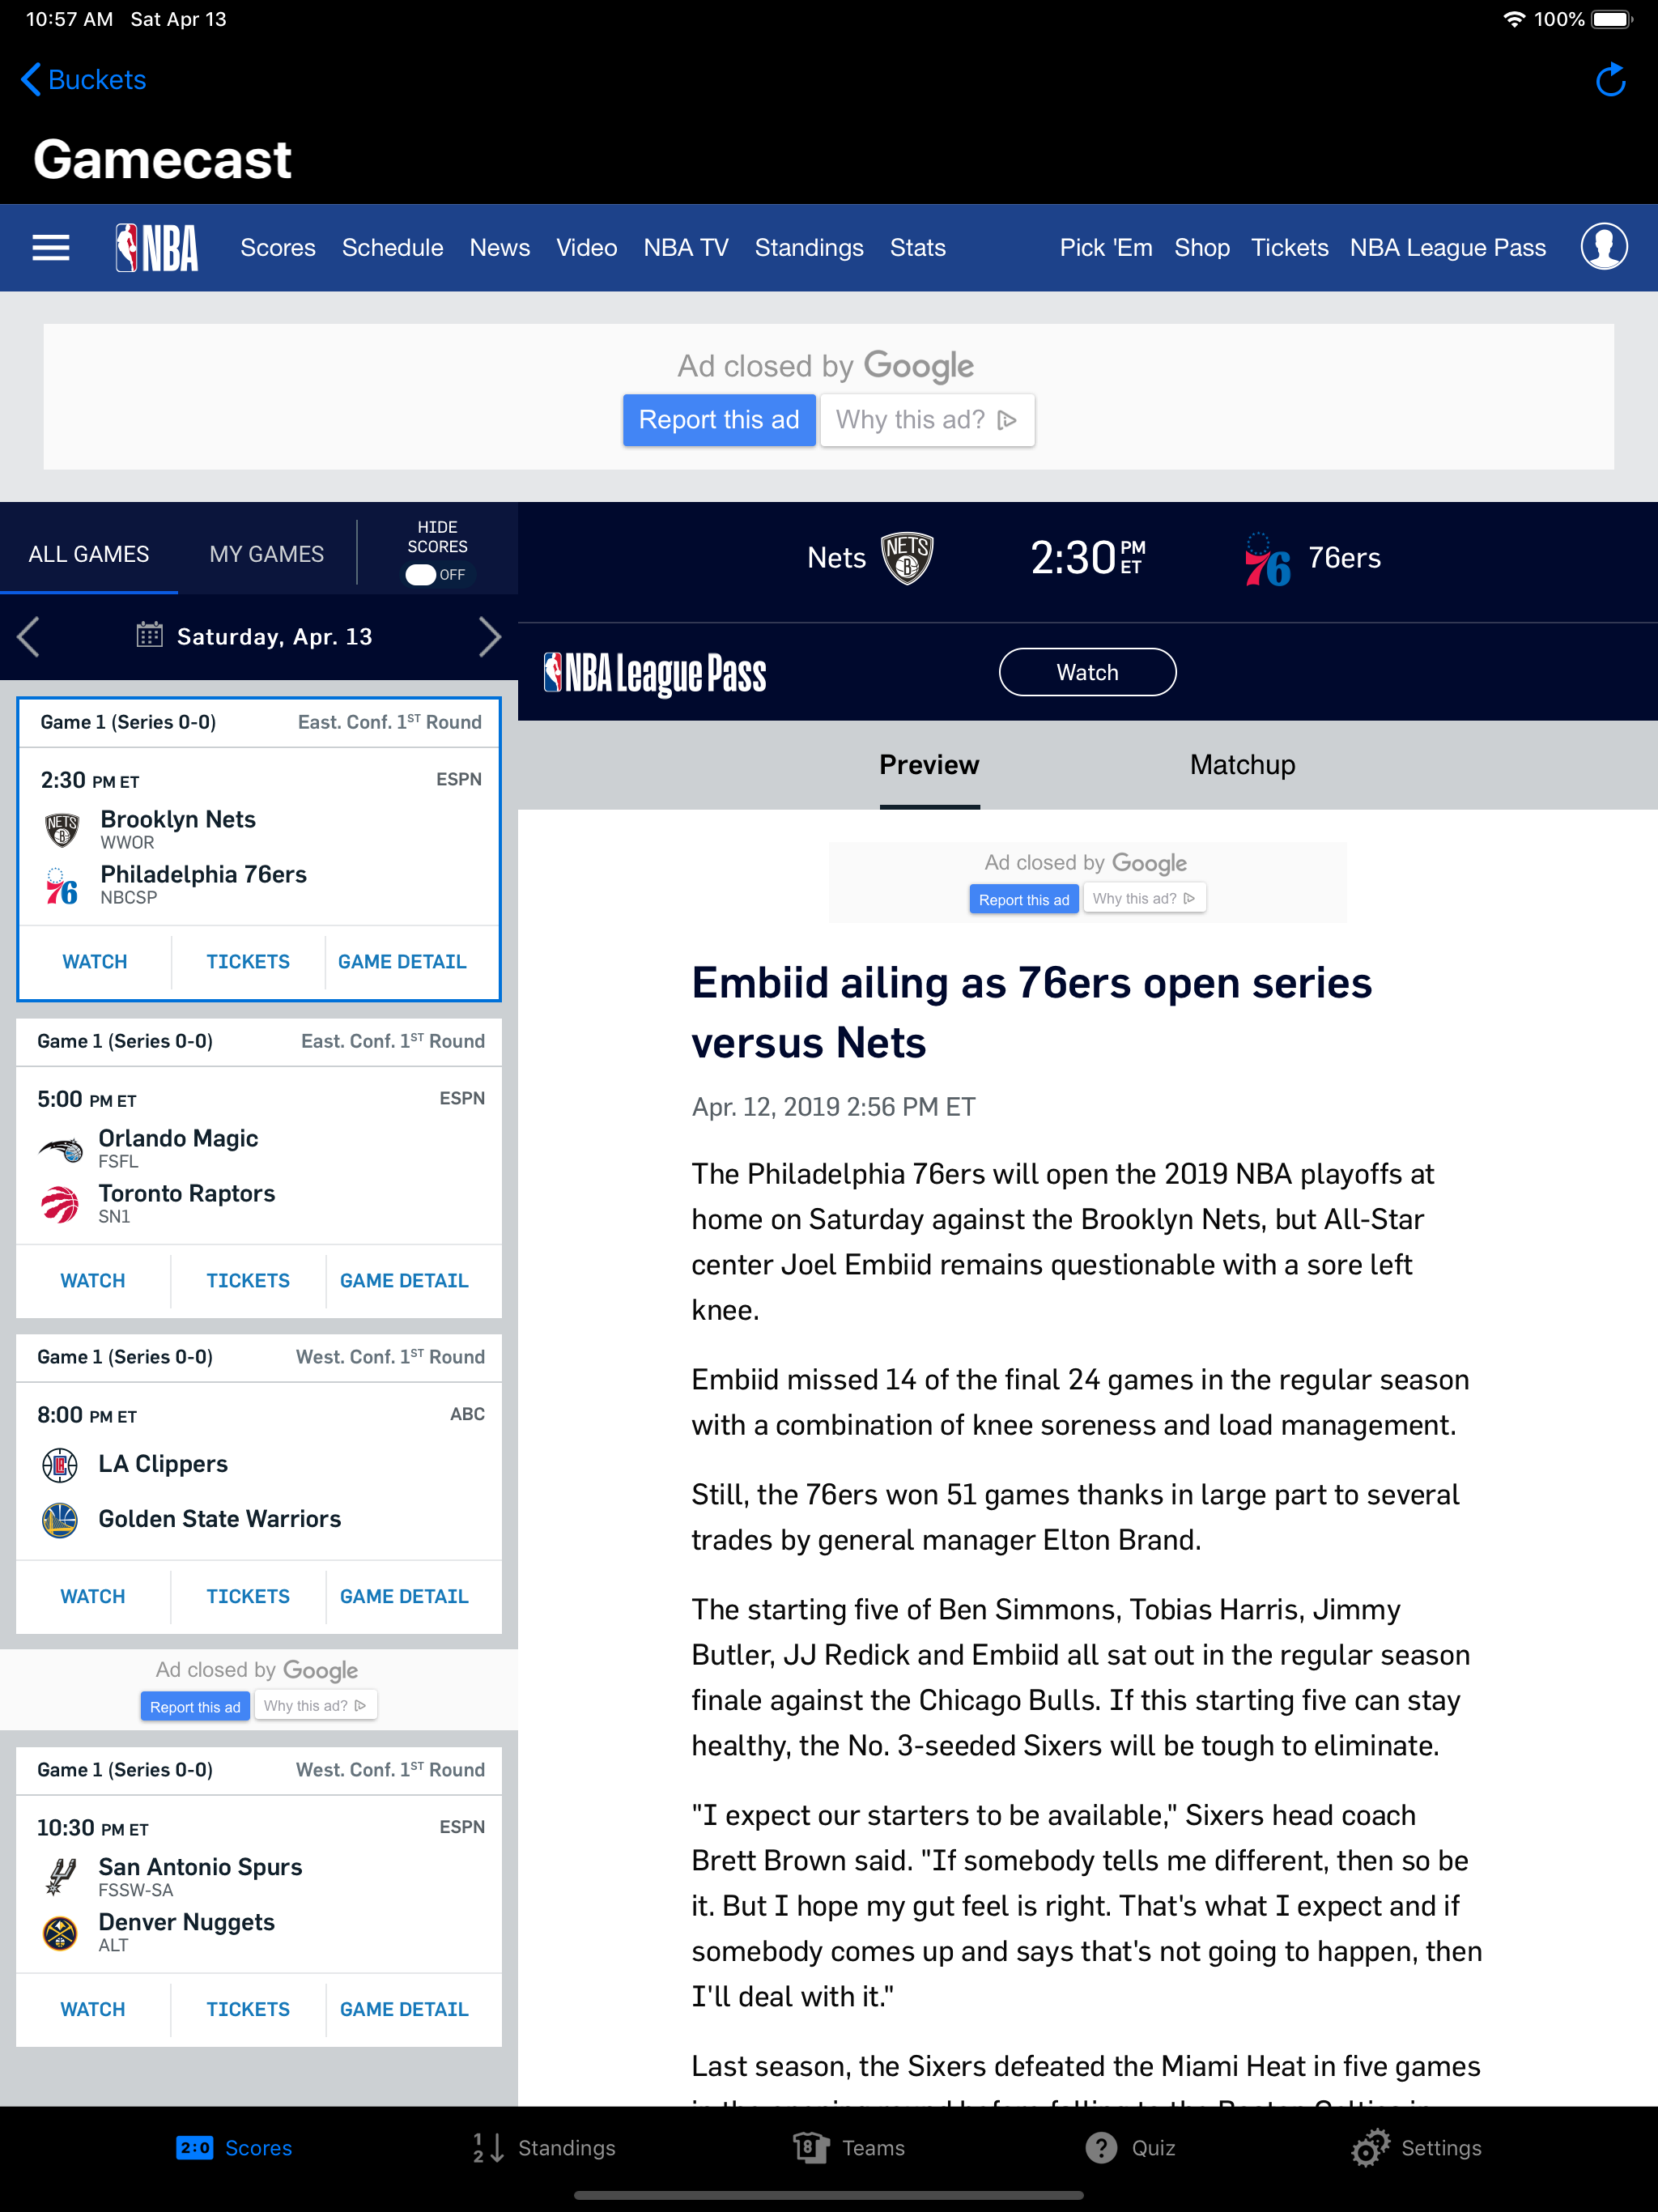 10:57 AM Sat Apr 13
100%
Buckets
Gamecast
NBA Scores Schedule News Video NBA TV Standings Stats Pick 'Em Shop Tickets NBA League Pass
Ad closed by Google
Report this ad Why this ad?
ALL GAMES MY GAMES HIDE SCORES OFF
Saturday, Apr. 13
Game 1 (Series 0-0) East. Conf. 1ST Round
2:30 PM ET ESPN
Brooklyn Nets
WWOR
Philadelphia 76ers
NBCSP
WATCH TICKETS GAME DETAIL
Game 1 (Series 0-0) East. Conf. 1ST Round
5:00 PM ET ESPN
Orlando Magic
FSFL
Toronto Raptors
SN1
WATCH TICKETS GAME DETAIL
Game 1 (Series 0-0) West. Conf. 1ST Round
8:00 PM ET ABC
LA Clippers
Golden State Warriors
WATCH TICKETS GAME DETAIL
Ad closed by Google
Report this ad Why this ad?
Game 1 (Series 0-0) West. Conf. 1ST Round
10:30 PM ET ESPN
San Antonio Spurs
FSSW-SA
Denver Nuggets
ALT
WATCH TICKETS GAME DETAIL
Nets NETS B 2:30 PM ET 76 76ers
NBA League Pass Watch
Preview Matchup
Ad closed by Google
Report this ad Why this ad?
Embiid ailing as 76ers open series
versus Nets
Apr. 12, 2019 2:56 PM ET
The Philadelphia 76ers will open the 2019 NBA playoffs at
home on Saturday against the Brooklyn Nets, but All-Star
center Joel Embiid remains questionable with a sore left
knee.
Embiid missed 14 of the final 24 games in the regular season
with a combination of knee soreness and load management.
Still, the 76ers won 51 games thanks in large part to several
trades by general manager Elton Brand.
The starting five of Ben Simmons, Tobias Harris, Jimmy
Butler, JJ Redick and Embiid all sat out in the regular season
finale against the Chicago Bulls. If this starting five can stay
healthy, the No. 3-seeded Sixers will be tough to eliminate.
"I expect our starters to be available," Sixers head coach
Brett Brown said. "If somebody tells me different, then so be
it. But I hope my gut feel is right. That's what I expect and if
somebody comes up and says that's not going to happen, then
I'll deal with it."
Last season, the Sixers defeated the Miami Heat in five games
2:0 Scores 1 2 Standings 8 Teams ? Quiz Settings